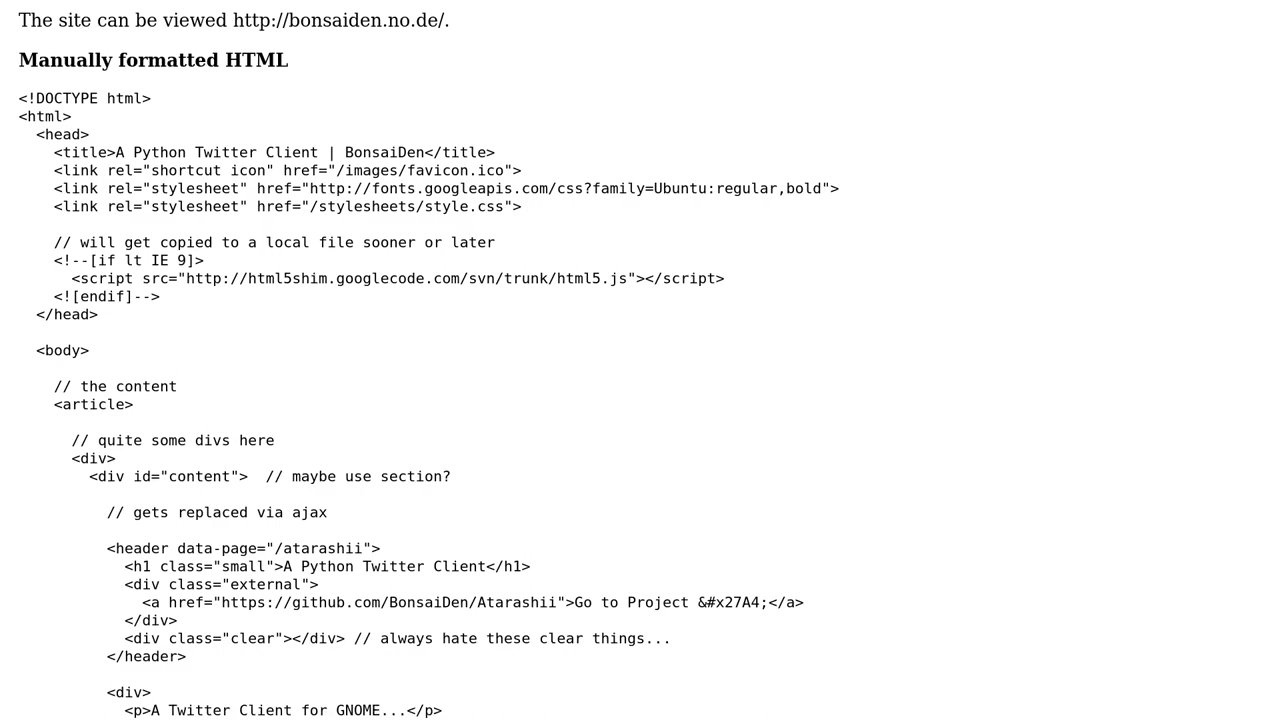 The site can be viewed http://bonsaiden.no.de/.
Manually formatted HTML
<!DOCTYPE html>
<html>
  <head>
    <title>A Python Twitter Client | BonsaiDen</title>
    <link rel="shortcut icon" href="/images/favicon.ico">
    <link rel="stylesheet" href="http://fonts.googleapis.com/css?family=Ubuntu:regular,bold">
    <link rel="stylesheet" href="/stylesheets/style.css">

    // will get copied to a local file sooner or later
    <!--[if lt IE 9]>
      <script src="http://html5shim.googlecode.com/svn/trunk/html5.js"></script>
    <![endif]-->
  </head>

  <body>

    // the content
    <article>

      // quite some divs here
      <div>
        <div id="content">  // maybe use section?

          // gets replaced via ajax

          <header data-page="/atarashii">
            <h1 class="small">A Python Twitter Client</h1>
            <div class="external">
              <a href="https://github.com/BonsaiDen/Atarashii">Go to Project &#x27A4;</a>
            </div>
            <div class="clear"></div> // always hate these clear things...
          </header>

          <div>
            <p>A Twitter Client for GNOME...</p>